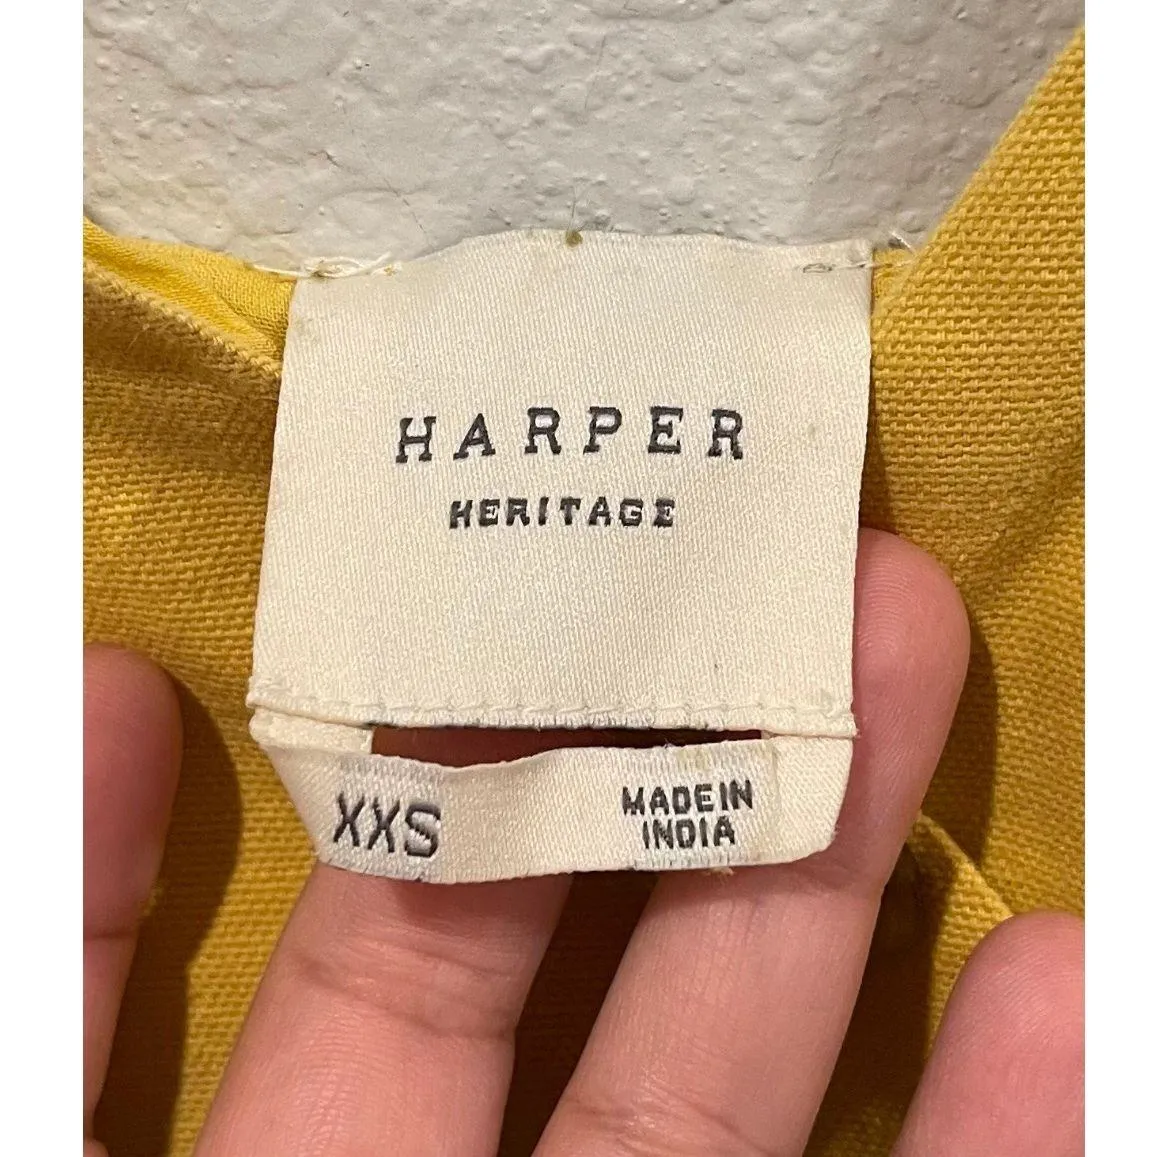 HARPER
HERITAGE
XXS
MADE IN
INDIA